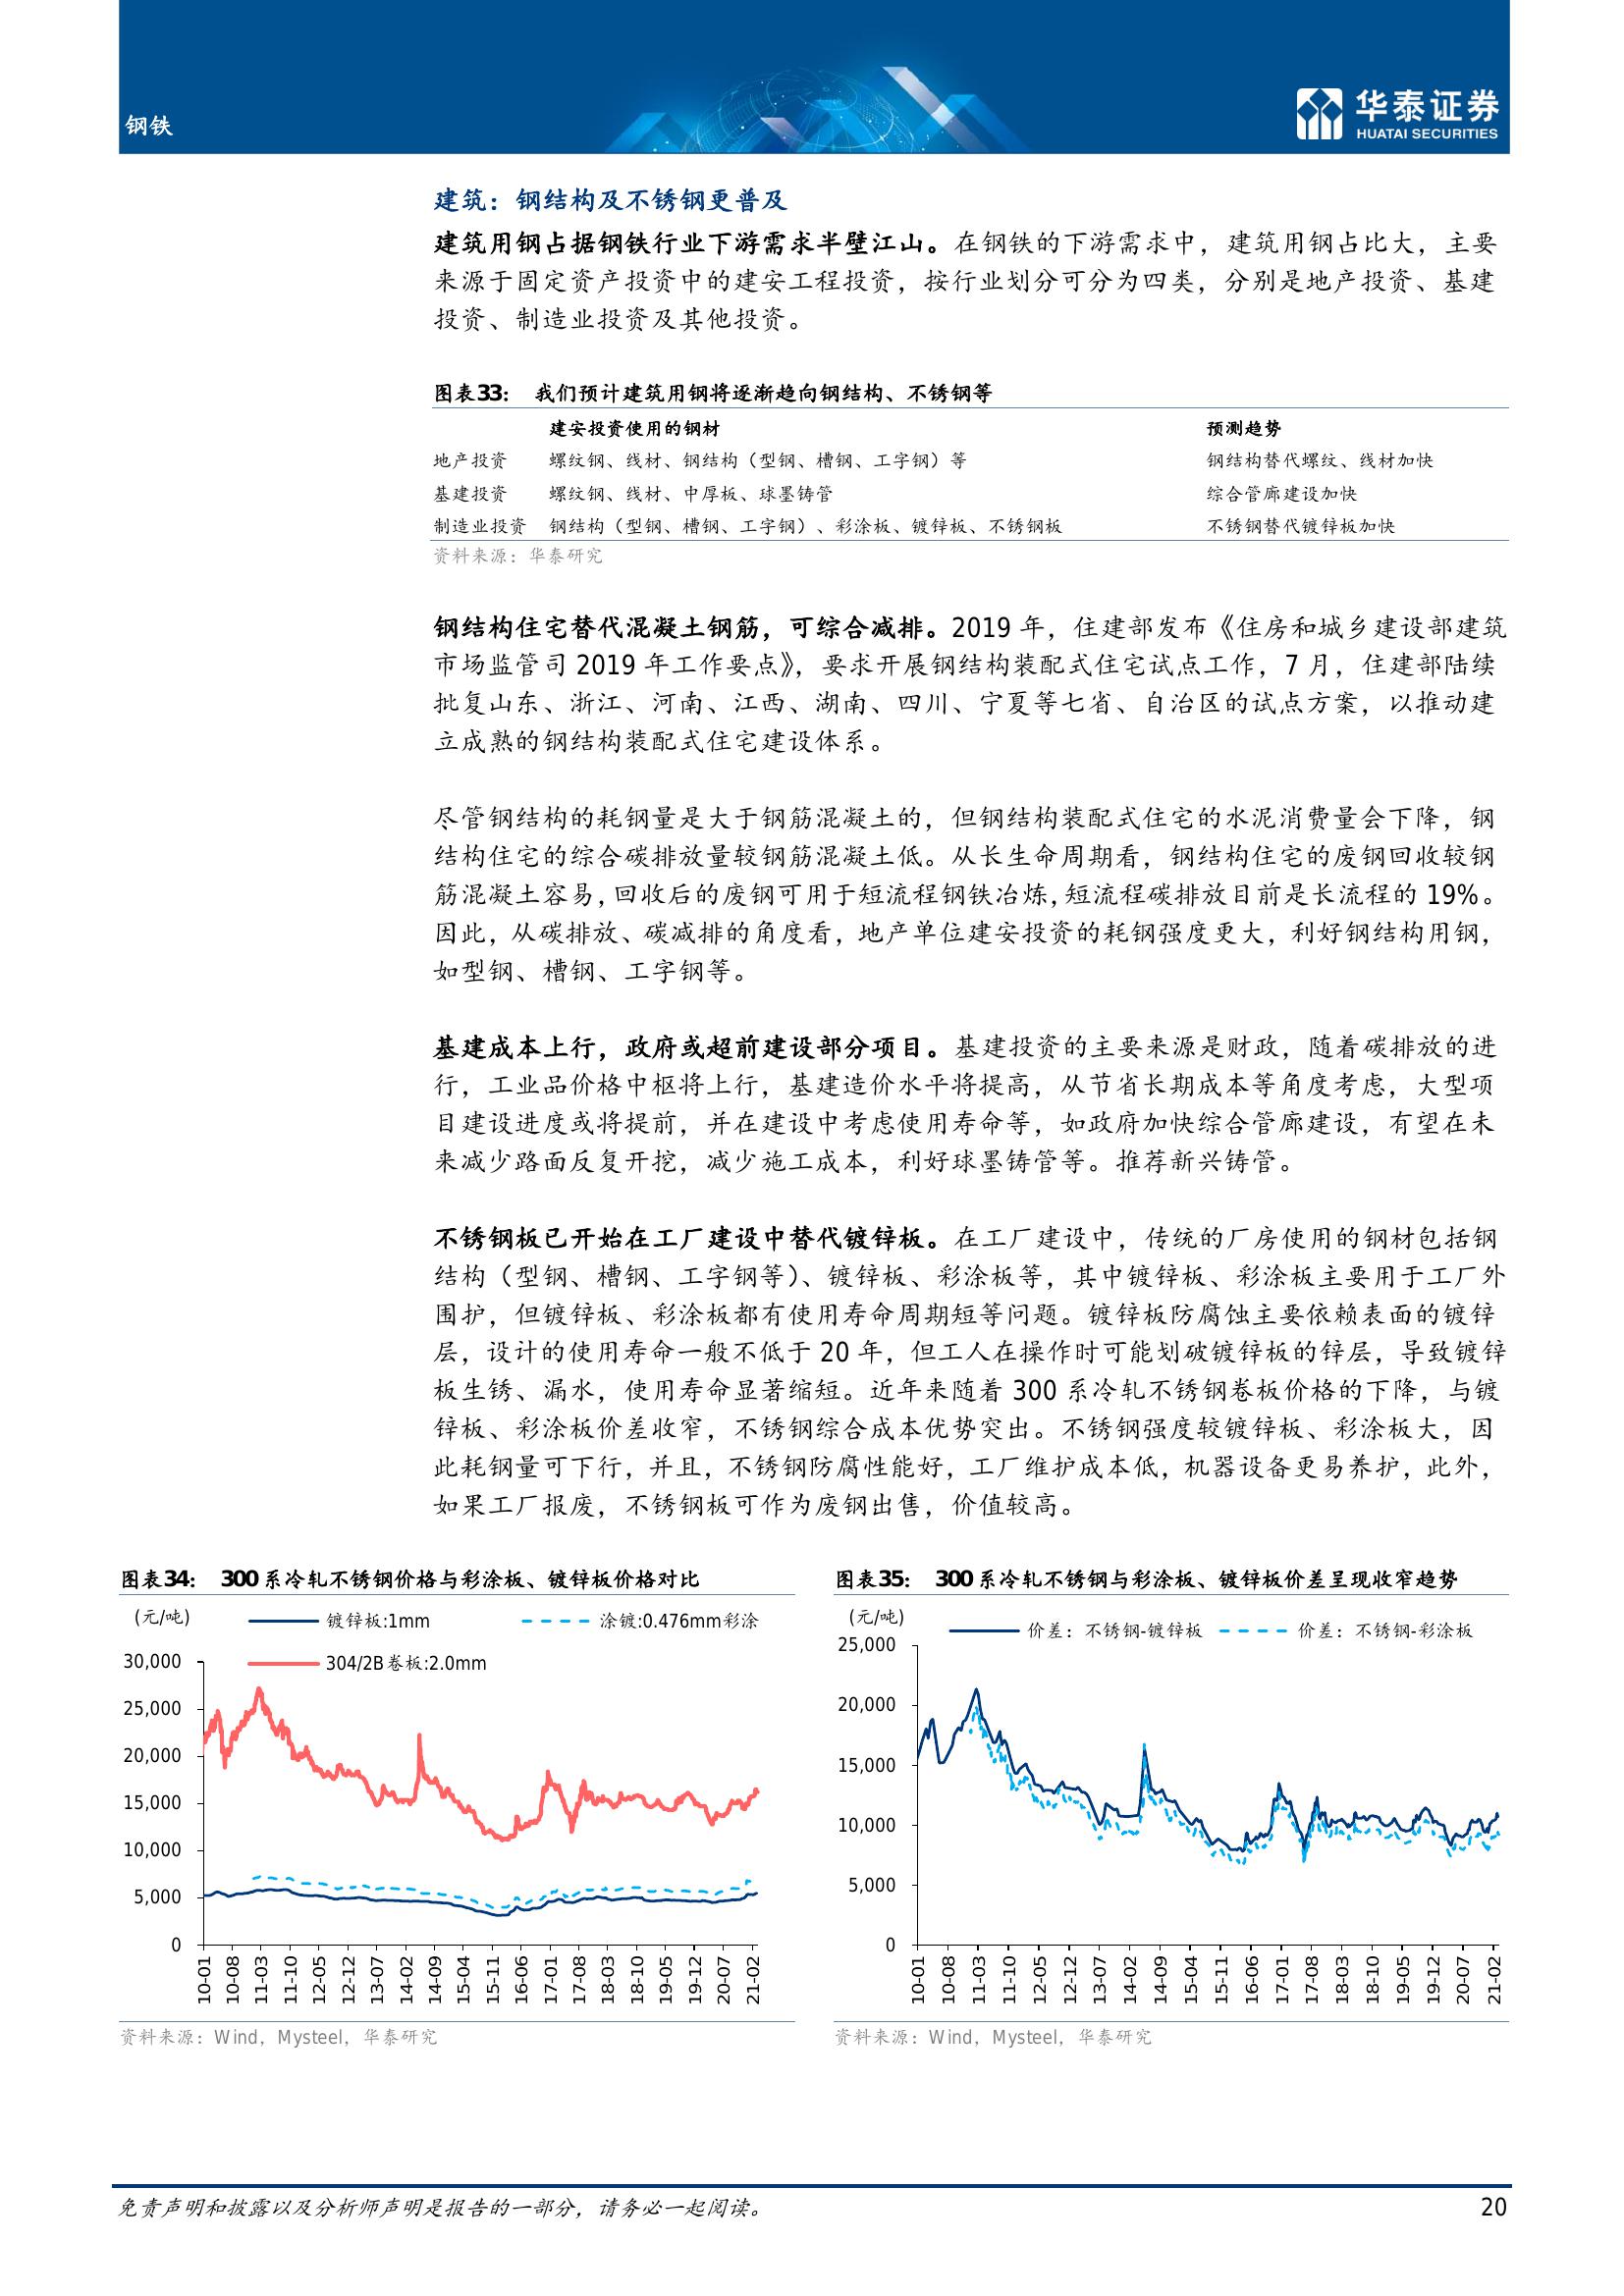 钢铁
华泰证券
HUATAI SECURITIES
建筑：钢结构及不锈钢更普及
建筑用钢占据钢铁行业下游需求半壁江山。在钢铁的下游需求中，建筑用钢占比大，主要
来源于固定资产投资中的建安工程投资，按行业划分可分为四类，分别是地产投资、基建
投资、制造业投资及其他投资。
图表33： 我们预计建筑用钢将逐渐趋向钢结构、不锈钢等
建安投资使用的钢材 预测趋势
地产投资 螺纹钢、线材、钢结构（型钢、槽钢、工字钢）等 钢结构替代螺纹、线材加快
基建投资 螺纹钢、线材、中厚板、球墨铸管 综合管廊建设加快
制造业投资 钢结构（型钢、槽钢、工字钢）、彩涂板、镀锌板、不锈钢板 不锈钢替代镀锌板加快
资料来源：华泰研究
钢结构住宅替代混凝土钢筋，可综合减排。2019 年，住建部发布《住房和城乡建设部建筑
市场监管司 2019 年工作要点》，要求开展钢结构装配式住宅试点工作，7 月，住建部陆续
批复山东、浙江、河南、江西、湖南、四川、宁夏等七省、自治区的试点方案，以推动建
立成熟的钢结构装配式住宅建设体系。
尽管钢结构的耗钢量是大于钢筋混凝土的，但钢结构装配式住宅的水泥消费量会下降，钢
结构住宅的综合碳排放量较钢筋混凝土低。从长生命周期看，钢结构住宅的废钢回收较钢
筋混凝土容易，回收后的废钢可用于短流程钢铁冶炼，短流程碳排放目前是长流程的 19%。
因此，从碳排放、碳减排的角度看，地产单位建安投资的耗钢强度更大，利好钢结构用钢，
如型钢、槽钢、工字钢等。
基建成本上行，政府或超前建设部分项目。基建投资的主要来源是财政，随着碳排放的进
行，工业品价格中枢将上行，基建造价水平将提高，从节省长期成本等角度考虑，大型项
目建设进度或将提前，并在建设中考虑使用寿命等，如政府加快综合管廊建设，有望在未
来减少路面反复开挖，减少施工成本，利好球墨铸管等。推荐新兴铸管。
不锈钢板已开始在工厂建设中替代镀锌板。在工厂建设中，传统的厂房使用的钢材包括钢
结构（型钢、槽钢、工字钢等）、镀锌板、彩涂板等，其中镀锌板、彩涂板主要用于工厂外
围护，但镀锌板、彩涂板都有使用寿命周期短等问题。镀锌板防腐蚀主要依赖表面的镀锌
层，设计的使用寿命一般不低于 20 年，但工人在操作时可能划破镀锌板的锌层，导致镀锌
板生锈、漏水，使用寿命显著缩短。近年来随着 300 系冷轧不锈钢卷板价格的下降，与镀
锌板、彩涂板价差收窄，不锈钢综合成本优势突出。不锈钢强度较镀锌板、彩涂板大，因
此耗钢量可下行，并且，不锈钢防腐性能好，工厂维护成本低，机器设备更易养护，此外，
如果工厂报废，不锈钢板可作为废钢出售，价值较高。
图表34： 300 系冷轧不锈钢价格与彩涂板、镀锌板价格对比
（元/吨）
镀锌板:1mm 涂镀:0.476mm彩涂
304/2B卷板:2.0mm
30,000
25,000
20,000
15,000
10,000
5,000
0
10-01 10-08 11-03 11-10 12-05 12-12 13-07 14-02 14-09 15-04 15-11 16-06 17-01 17-08 18-03 18-10 19-05 19-12 20-07 21-02
资料来源：Wind，Mysteel，华泰研究
图表35： 300 系冷轧不锈钢与彩涂板、镀锌板价差呈现收窄趋势
（元/吨）
价差：不锈钢-镀锌板 价差：不锈钢-彩涂板
25,000
20,000
15,000
10,000
5,000
0
10-01 10-08 11-03 11-10 12-05 12-12 13-07 14-02 14-09 15-04 15-11 16-06 17-01 17-08 18-03 18-10 19-05 19-12 20-07 21-02
资料来源：Wind，Mysteel，华泰研究
免责声明和披露以及分析师声明是报告的一部分，请务必一起阅读。 20